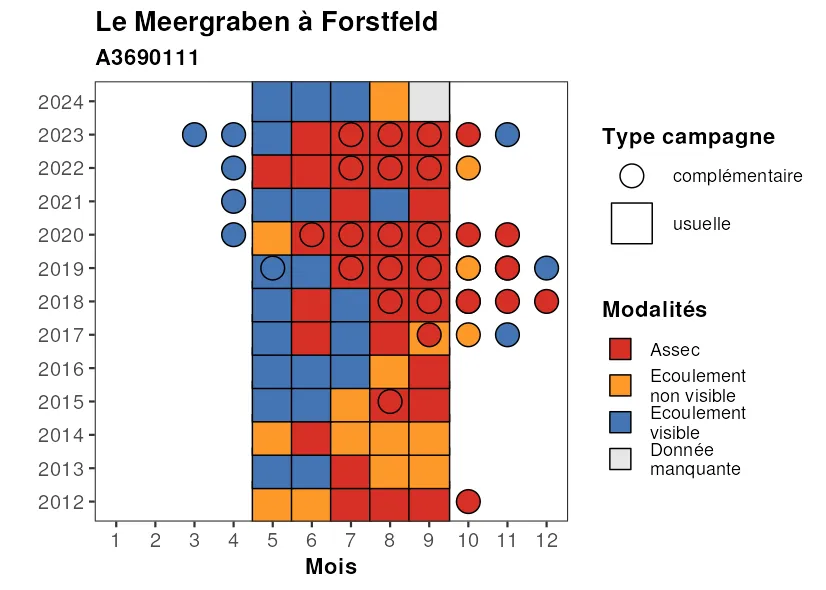 Le Meergraben à Forstfeld
A3690111
2024
2023
2022
2021
2020
2019
2018
2017
2016
2015
2014
2013
2012
1 2 3 4 5 6 7 8 9 10 11 12
Mois
Type campagne
complémentaire
usuelle
Modalités
Assec
Ecoulement
non visible
Ecoulement
visible
Donnée
manquante